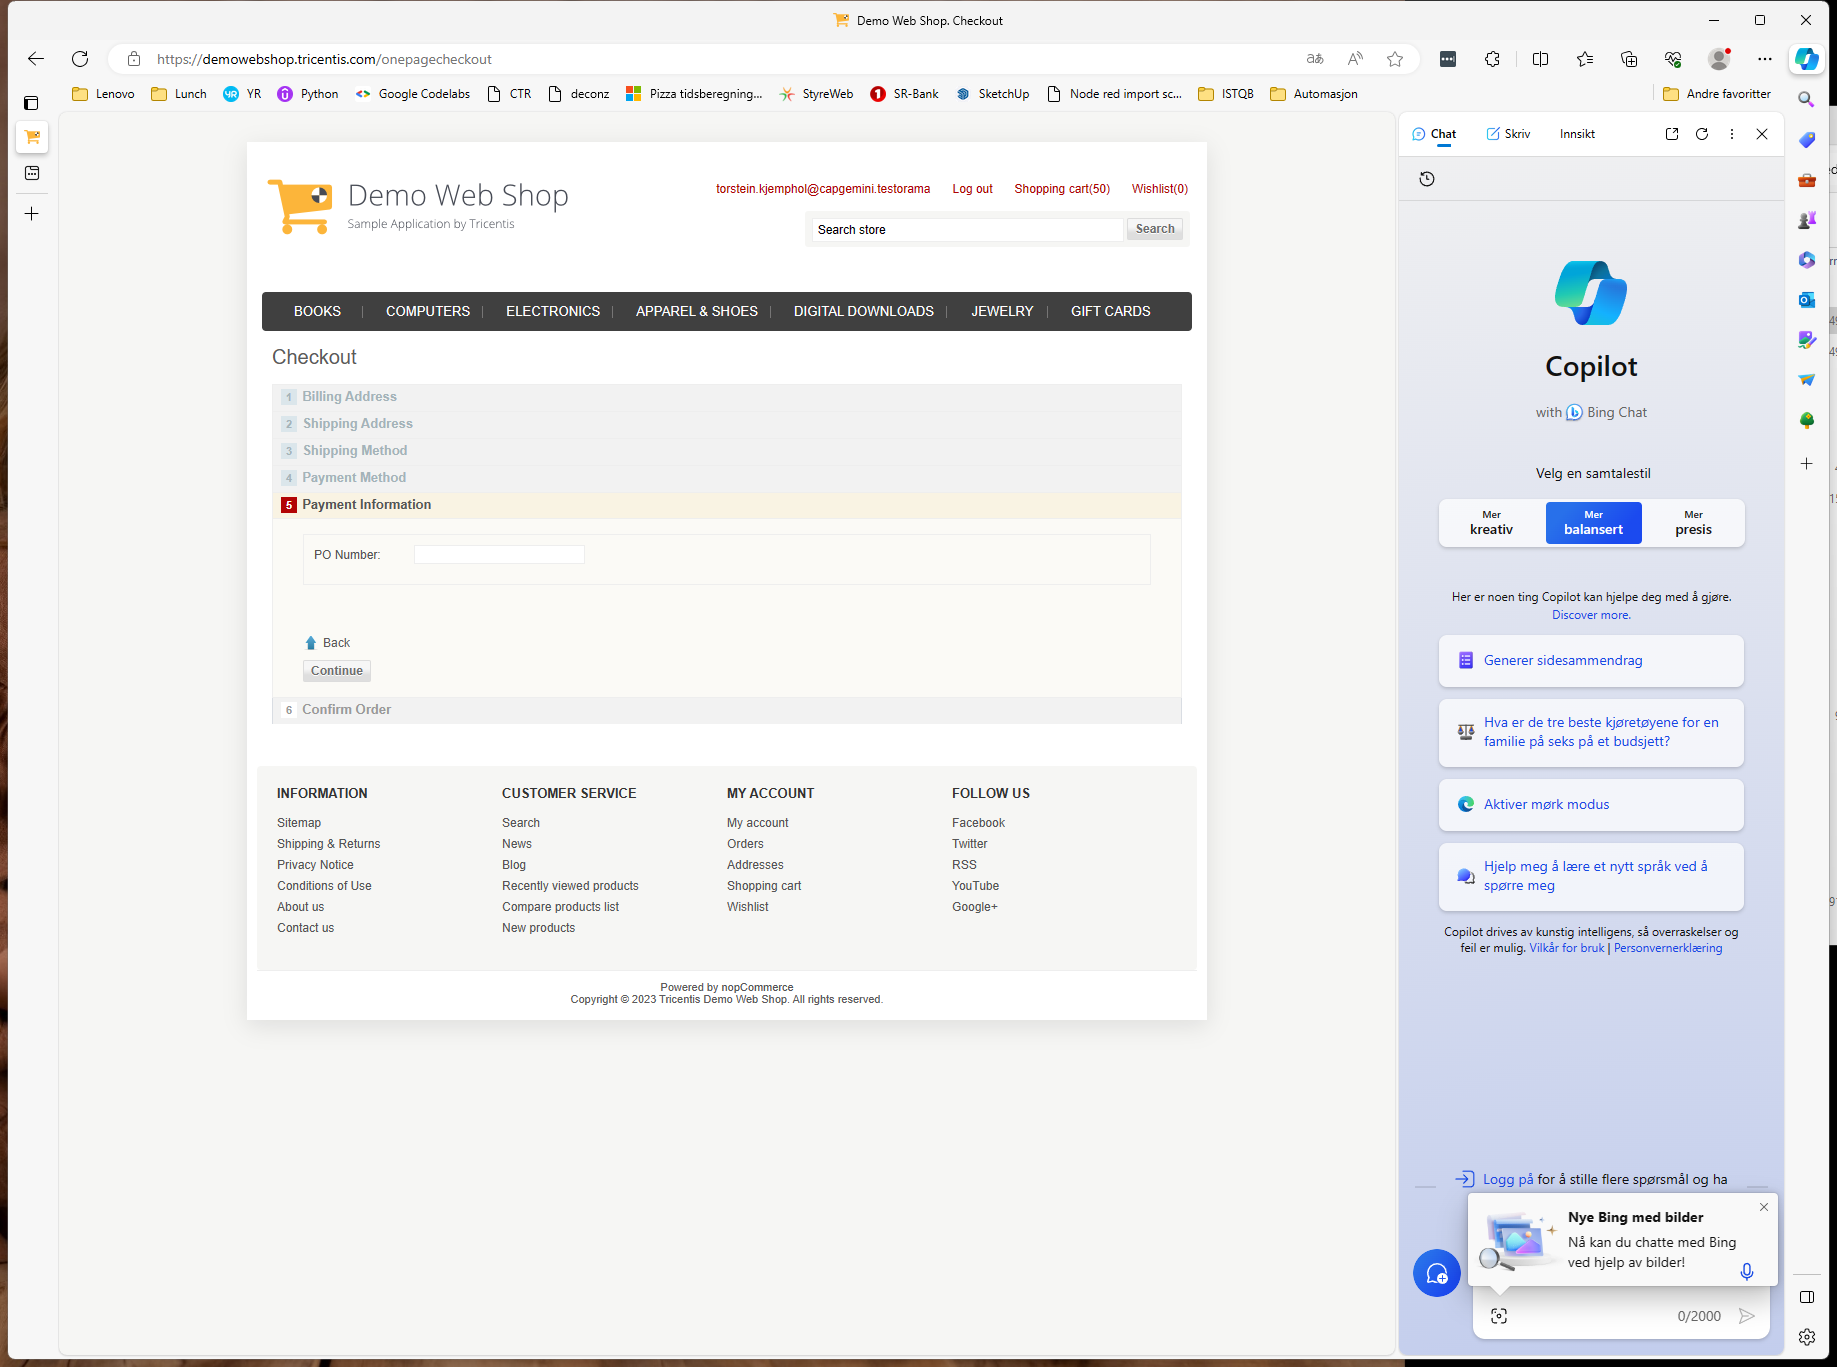 Demo Web Shop. Checkout
https://demowebshop.tricentis.com/onepagecheckout
Lenovo Lunch YR Python Google Codelabs CTR deconz Pizza tidsberegning... StyreWeb SR-Bank SketchUp Node red import sc... ISTQB Automasjon Andre favoritter
Demo Web Shop
Sample Application by Tricentis
torstein.kjemphol@capgemini.testorama Log out Shopping cart(50) Wishlist(0)
Search store Search
BOOKS COMPUTERS ELECTRONICS APPAREL & SHOES DIGITAL DOWNLOADS JEWELRY GIFT CARDS
Checkout
1 Billing Address
2 Shipping Address
3 Shipping Method
4 Payment Method
5 Payment Information
PO Number:
Back
Continue
6 Confirm Order
INFORMATION
Sitemap
Shipping & Returns
Privacy Notice
Conditions of Use
About us
Contact us
CUSTOMER SERVICE
Search
News
Blog
Recently viewed products
Compare products list
New products
MY ACCOUNT
My account
Orders
Addresses
Shopping cart
Wishlist
FOLLOW US
Facebook
Twitter
RSS
YouTube
Google+
Powered by nopCommerce
Copyright © 2023 Tricentis Demo Web Shop. All rights reserved.
Chat Skriv Innsikt
Copilot
with Bing Chat
Velg en samtalestil
Mer kreativ
Mer balansert
Mer presis
Her er noen ting Copilot kan hjelpe deg med å gjøre.
Discover more.
Generer sidesammendrag
Hva er de tre beste kjøretøyene for en
familie på seks på et budsjett?
Aktiver mørk modus
Hjelp meg å lære et nytt språk ved å
spørre meg
Copilot drives av kunstig intelligens, så overraskelser og
feil er mulig. Vilkår for bruk | Personvernerklæring
Logg på for å stille flere spørsmål og ha
Nye Bing med bilder
Nå kan du chatte med Bing
ved hjelp av bilder!
0/2000